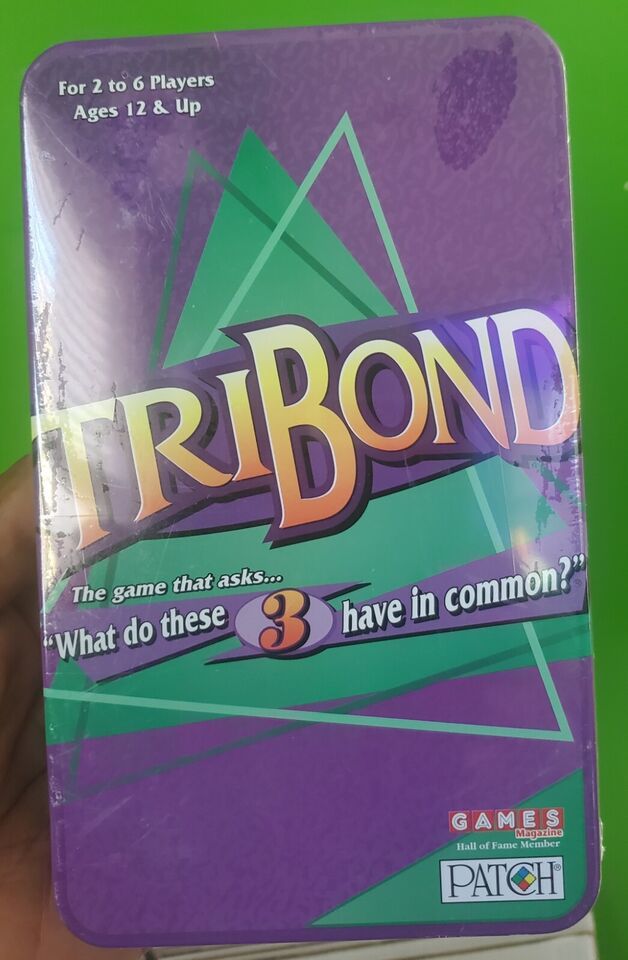 For 2 to 6 Players
Ages 12 & Up
TRIBOND
The game that asks...
"What do these 3 have in common?"
GAMES
Magazine
Hall of Fame Member
PATCH®